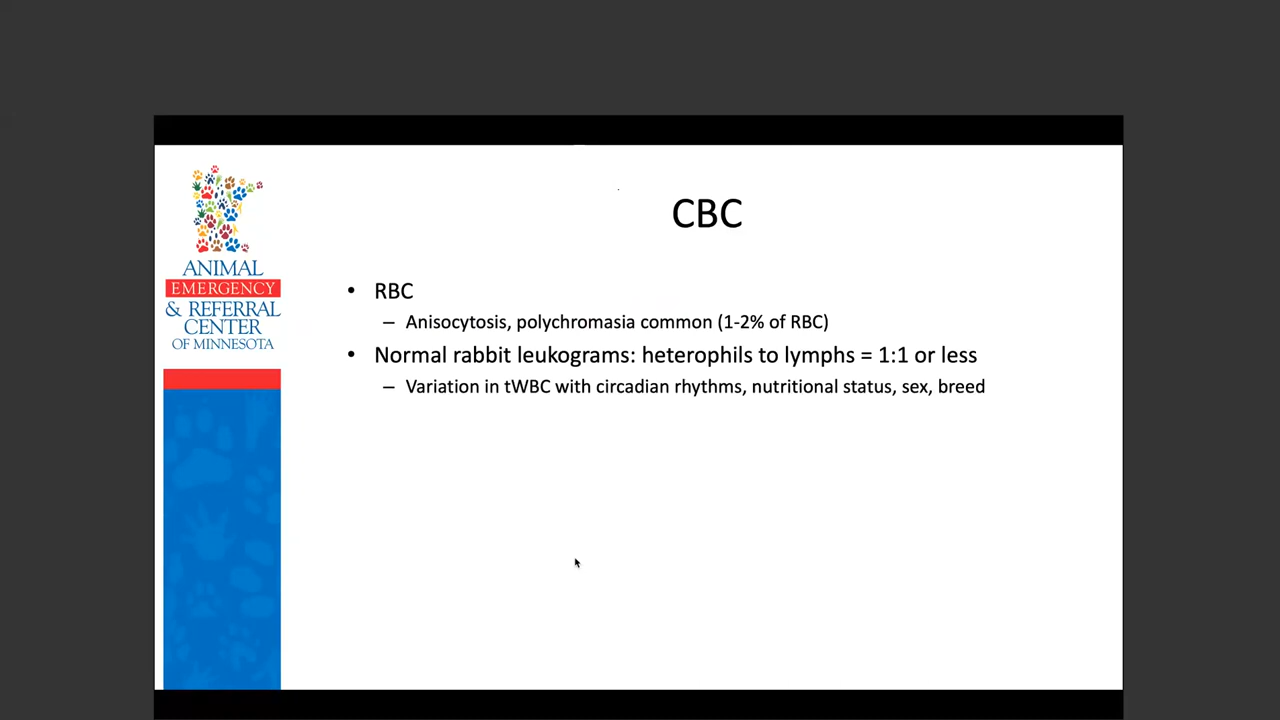 CBC
ANIMAL
EMERGENCY
& REFERRAL
CENTER
OF MINNESOTA
• RBC
– Anisocytosis, polychromasia common (1-2% of RBC)
• Normal rabbit leukograms: heterophils to lymphs = 1:1 or less
– Variation in tWBC with circadian rhythms, nutritional status, sex, breed